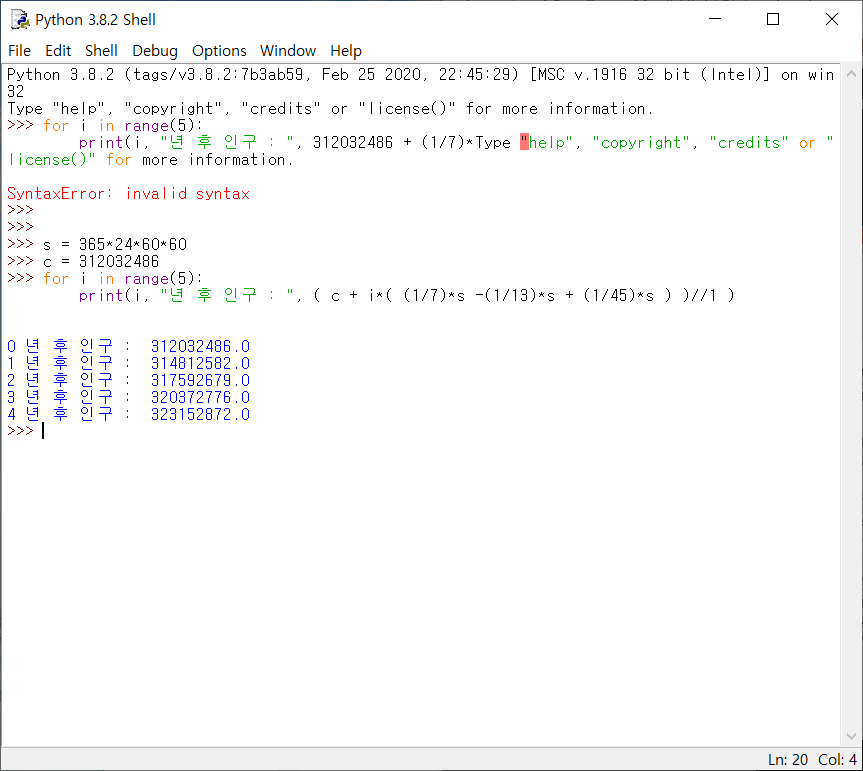 Python 3.8.2 Shell
File Edit Shell Debug Options Window Help
Python 3.8.2 (tags/v3.8.2:7b3ab59, Feb 25 2020, 22:45:29) [MSC v.1916 32 bit (Intel)] on win
32
Type "help", "copyright", "credits" or "license()" for more information.
>>> for i in range(5):
        print(i, "년 후 인구 : ", 312032486 + (1/7)*Type "help", "copyright", "credits" or "
license()" for more information.
SyntaxError: invalid syntax
>>>
>>>
>>> s = 365*24*60*60
>>> c = 312032486
>>> for i in range(5):
        print(i, "년 후 인구 : ", ( c + i*( (1/7)*s -(1/13)*s + (1/45)*s ) )//1 )
0 년 후 인구 :  312032486.0
1 년 후 인구 :  314812582.0
2 년 후 인구 :  317592679.0
3 년 후 인구 :  320372776.0
4 년 후 인구 :  323152872.0
>>>
Ln: 20 Col: 4